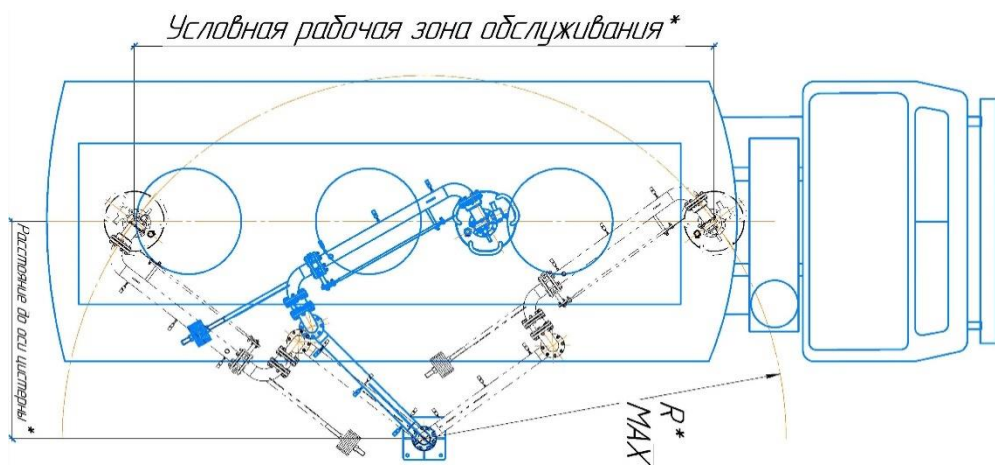 Условная рабочая зона обслуживания*
Расстояние до оси цистерны *
R*
MAX